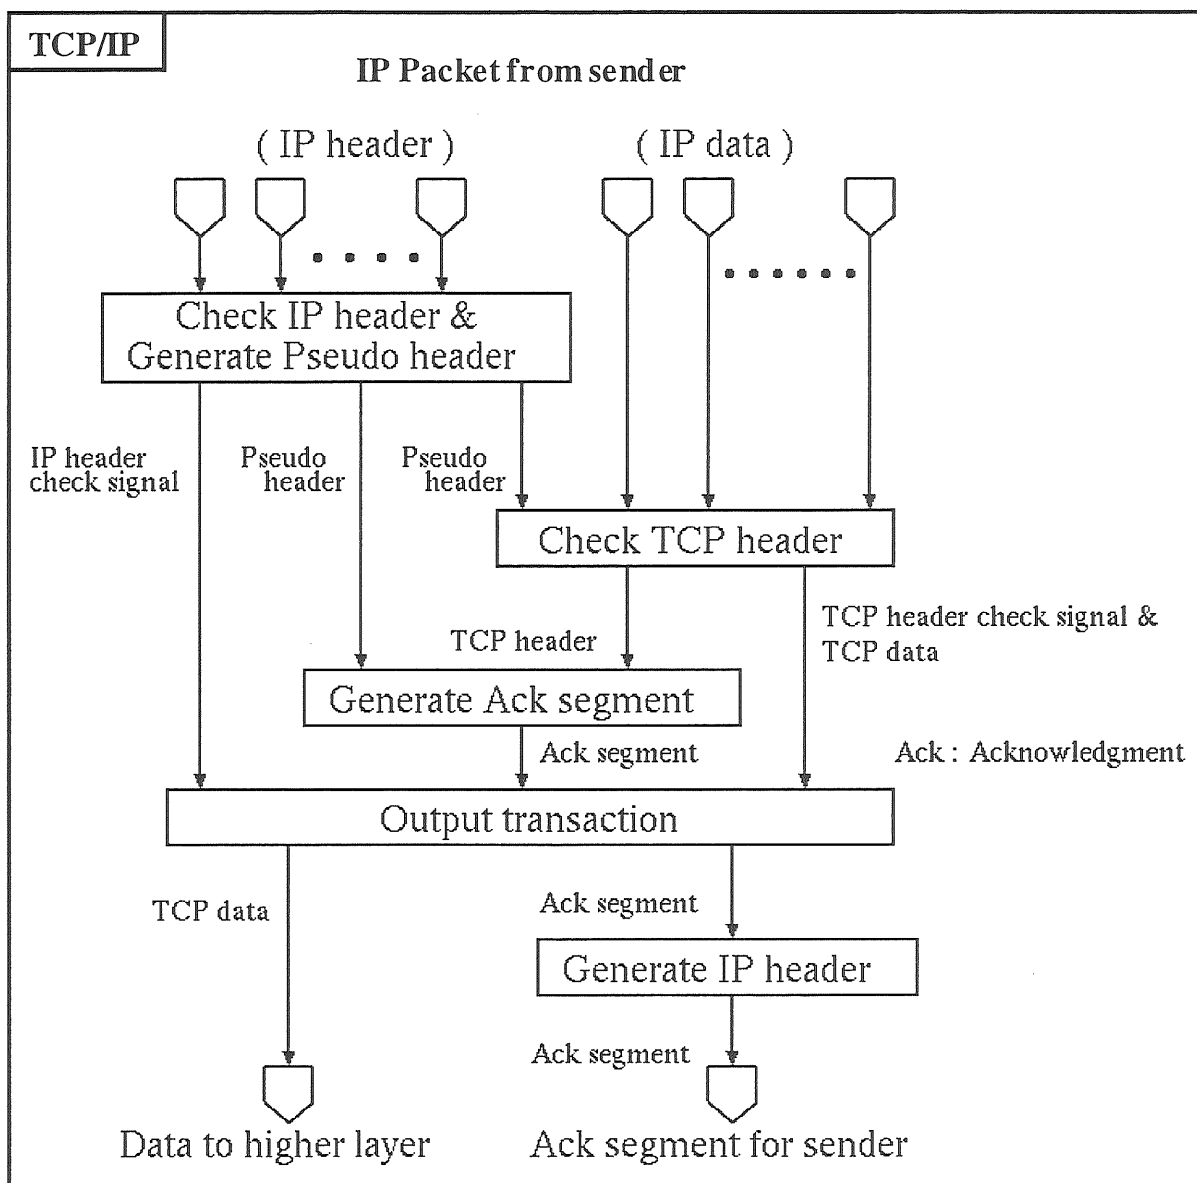 TCP/IP
IP Packet from sender
( IP header )
( IP data )
Check IP header &
Generate Pseudo header
IP header
check signal
Pseudo
header
Pseudo
header
Check TCP header
TCP header
TCP header check signal &
TCP data
Generate Ack segment
Ack segment
Ack : Acknowledgment
Output transaction
TCP data
Ack segment
Generate IP header
Ack segment
Data to higher layer
Ack segment for sender